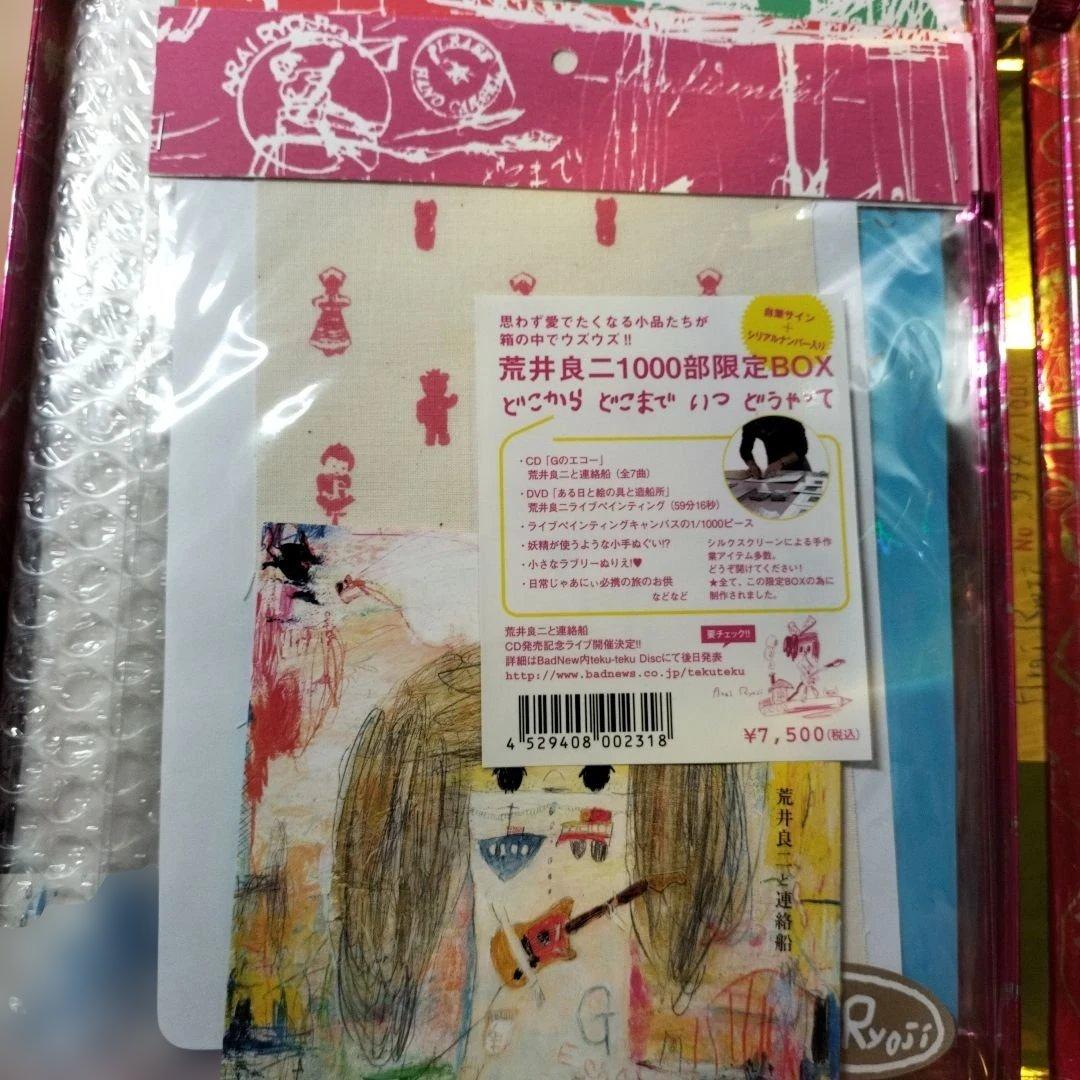 ARAI RYOJI
PLEASE
HAND CARRY
Confidential
どこまで
自筆サイン
+
シリアルナンバー入り
思わず愛でたくなる小品たちが
箱の中でウズウズ!!
荒井良二1000部限定BOX
どこから どこまで いつ どうやって
・CD「Gのエコー」
荒井良二と連絡船(全7曲)
・DVD「ある日と絵の具と造船所」
荒井良二ライブペインティング(59分16秒)
・ライブペインティングキャンバスの1/1000ピース
・妖精が使うような小手ぬぐい!?
・小さなラブリーぬりえ!♥
・日常じゃあにぃ必携の旅のお供
などなど
シルクスクリーンによる手作
業アイテム多数。
どうぞ開けてください!
★全て、この限定BOXの為に
制作されました。
荒井良二と連絡船
CD発売記念ライブ開催決定!!
要チェック!!
詳細はBadNews内teku-teku Discにて後日発表
http://www.badnews.co.jp/tekuteku
Arai Ryoji
4 529408 002318
¥7,500(税込)
荒井良二と連絡船
G
Ryoji